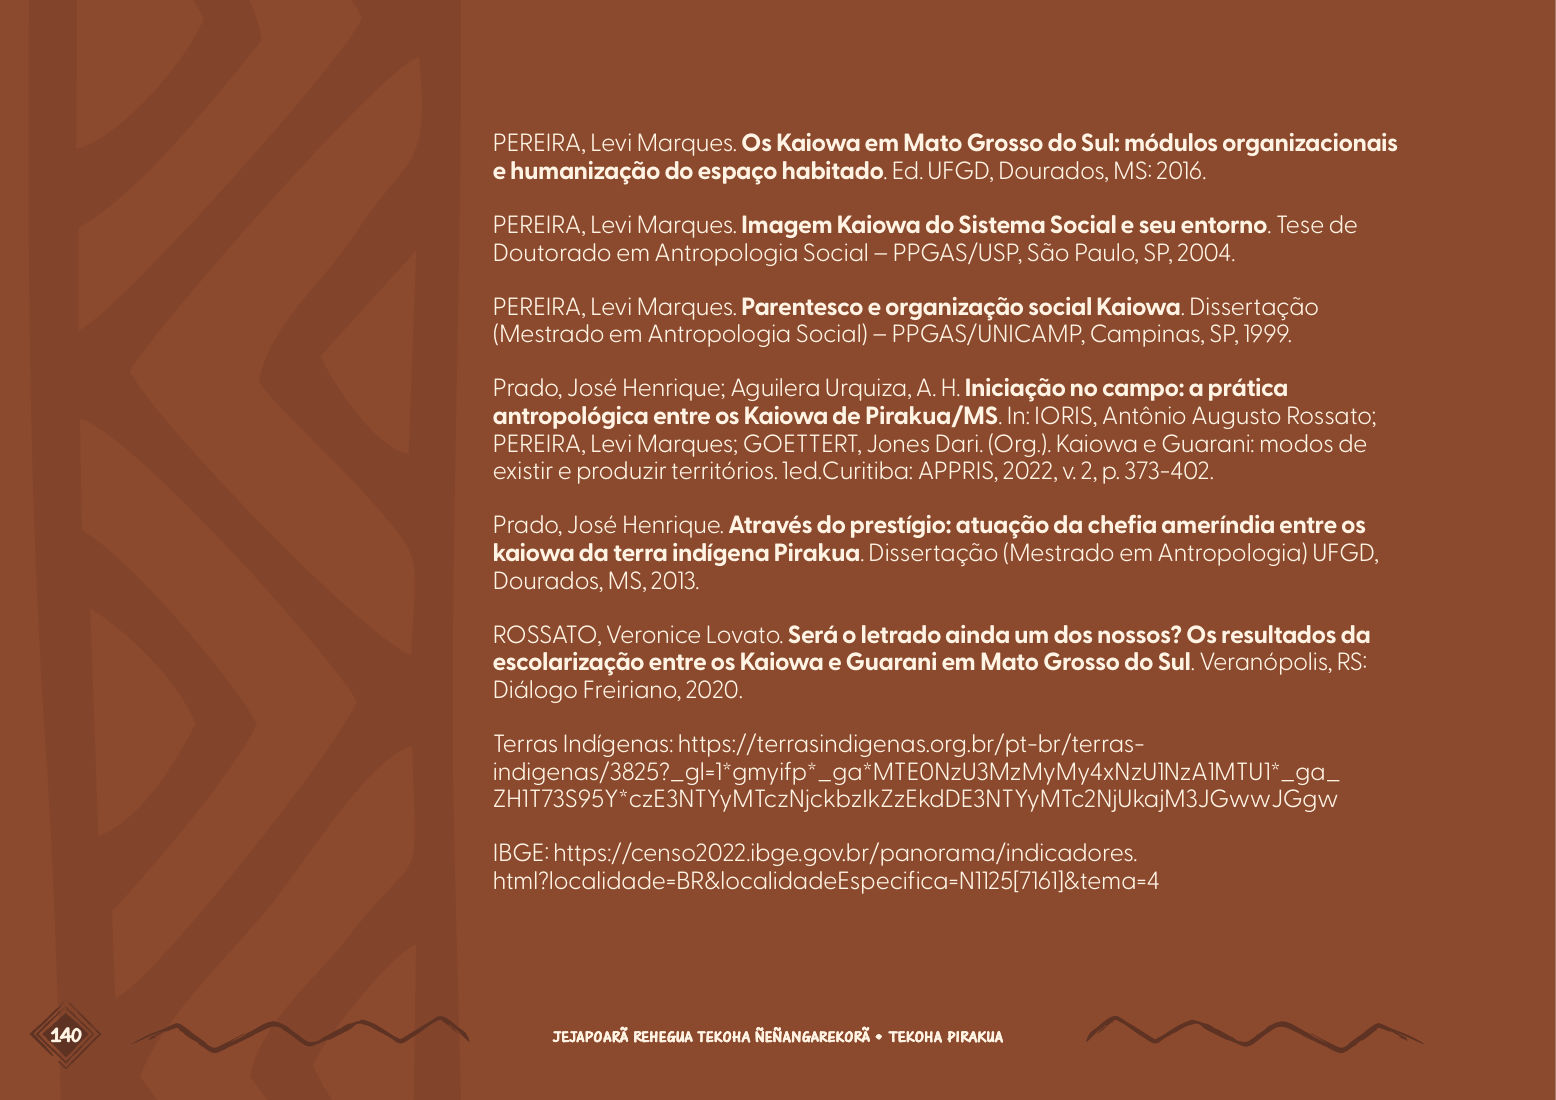 PEREIRA, Levi Marques. Os Kaiowa em Mato Grosso do Sul: módulos organizacionais
e humanização do espaço habitado. Ed. UFGD, Dourados, MS: 2016.
PEREIRA, Levi Marques. Imagem Kaiowa do Sistema Social e seu entorno. Tese de
Doutorado em Antropologia Social – PPGAS/USP, São Paulo, SP, 2004.
PEREIRA, Levi Marques. Parentesco e organização social Kaiowa. Dissertação
(Mestrado em Antropologia Social) – PPGAS/UNICAMP, Campinas, SP, 1999.
Prado, José Henrique; Aguilera Urquiza, A. H. Iniciação no campo: a prática
antropológica entre os Kaiowa de Pirakua/MS. In: IORIS, Antônio Augusto Rossato;
PEREIRA, Levi Marques; GOETTERT, Jones Dari. (Org.). Kaiowa e Guarani: modos de
existir e produzir territórios. 1ed.Curitiba: APPRIS, 2022, v. 2, p. 373-402.
Prado, José Henrique. Através do prestígio: atuação da chefia ameríndia entre os
kaiowa da terra indígena Pirakua. Dissertação (Mestrado em Antropologia) UFGD,
Dourados, MS, 2013.
ROSSATO, Veronice Lovato. Será o letrado ainda um dos nossos? Os resultados da
escolarização entre os Kaiowa e Guarani em Mato Grosso do Sul. Veranópolis, RS:
Diálogo Freiriano, 2020.
Terras Indígenas: https://terrasindigenas.org.br/pt-br/terras-
indigenas/3825?_gl=1*gmyifp*_ga*MTE0NzU3MzMyMy4xNzU1NzA1MTU1*_ga_
ZH1T73S95Y*czE3NTYyMTczNjckbzIkZzEkdDE3NTYyMTc2NjUkajM3JGwwJGgw
IBGE: https://censo2022.ibge.gov.br/panorama/indicadores.
html?localidade=BR&localidadeEspecifica=N1125[7161]&tema=4
140
JEJAPOARÃ REHEGUA TEKOHA ÑEÑANGAREKORÃ • TEKOHA PIRAKUA